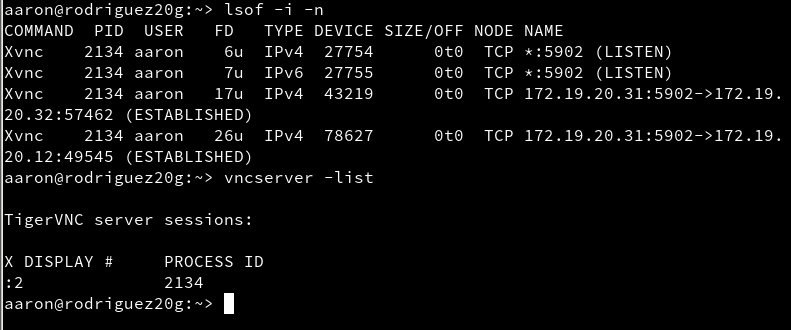 aaron@rodriguez20g:~> lsof -i -n
COMMAND  PID  USER   FD   TYPE DEVICE SIZE/OFF NODE NAME
Xvnc    2134 aaron    6u  IPv4  27754      0t0  TCP *:5902 (LISTEN)
Xvnc    2134 aaron    7u  IPv6  27755      0t0  TCP *:5902 (LISTEN)
Xvnc    2134 aaron   17u  IPv4  43219      0t0  TCP 172.19.20.31:5902->172.19.
20.32:57462 (ESTABLISHED)
Xvnc    2134 aaron   26u  IPv4  78627      0t0  TCP 172.19.20.31:5902->172.19.
20.12:49545 (ESTABLISHED)
aaron@rodriguez20g:~> vncserver -list
TigerVNC server sessions:
X DISPLAY #     PROCESS ID
:2              2134
aaron@rodriguez20g:~>